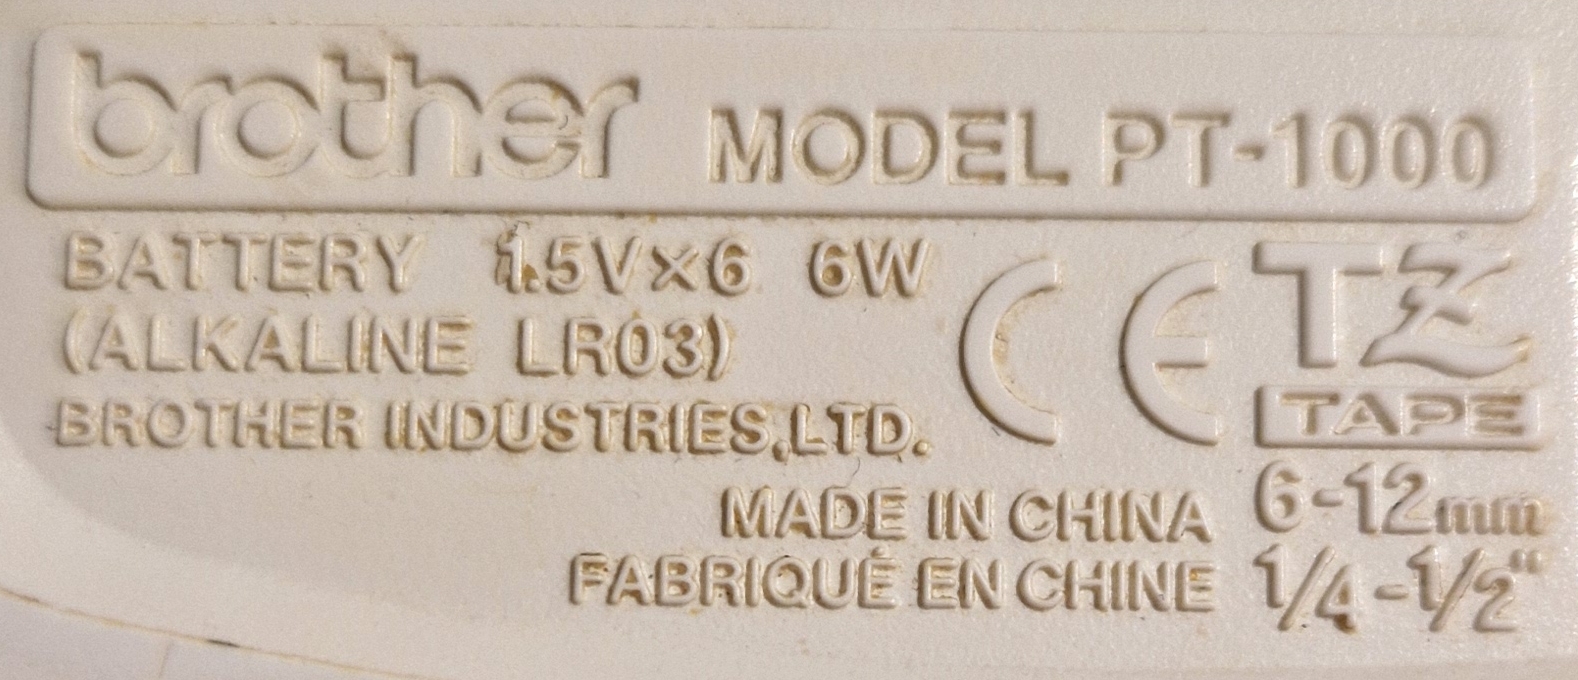 brother MODEL PT-1000
BATTERY 1.5V×6 6W
(ALKALINE LR03)
BROTHER INDUSTRIES,LTD.
CE
TZ
TAPE
MADE IN CHINA
FABRIQUÉ EN CHINE
6-12mm
1/4-1/2"